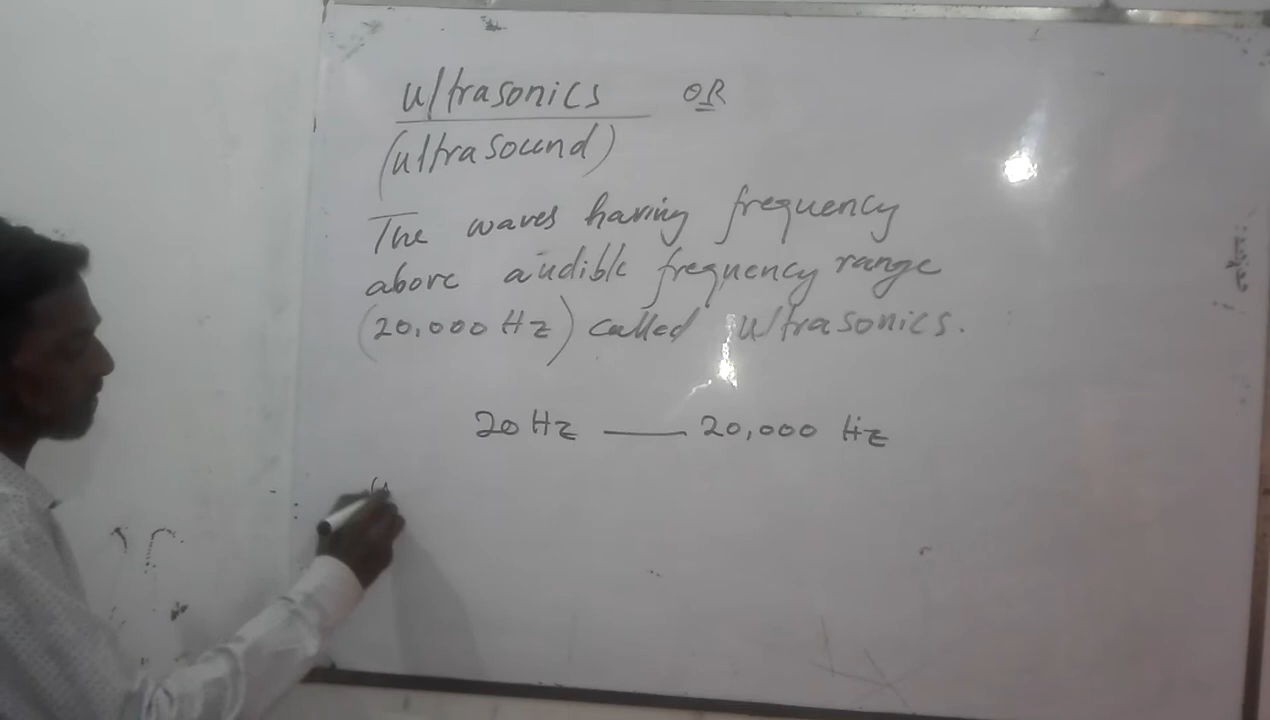 ultrasonics OR
(ultrasound)
The waves having frequency
above audible frequency range
(20,000 Hz) called ultrasonics.
20 Hz — 20,000 Hz